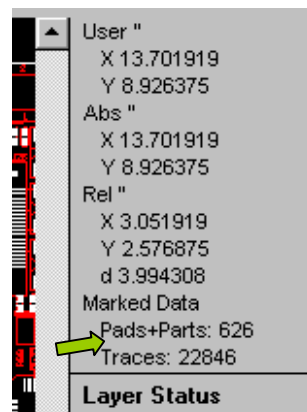 User "
X 13.701919
Y 8.926375
Abs "
X 13.701919
Y 8.926375
Rel "
X 3.051919
Y 2.576875
d 3.994308
Marked Data
Pads+Parts: 626
Traces: 22846
Layer Status